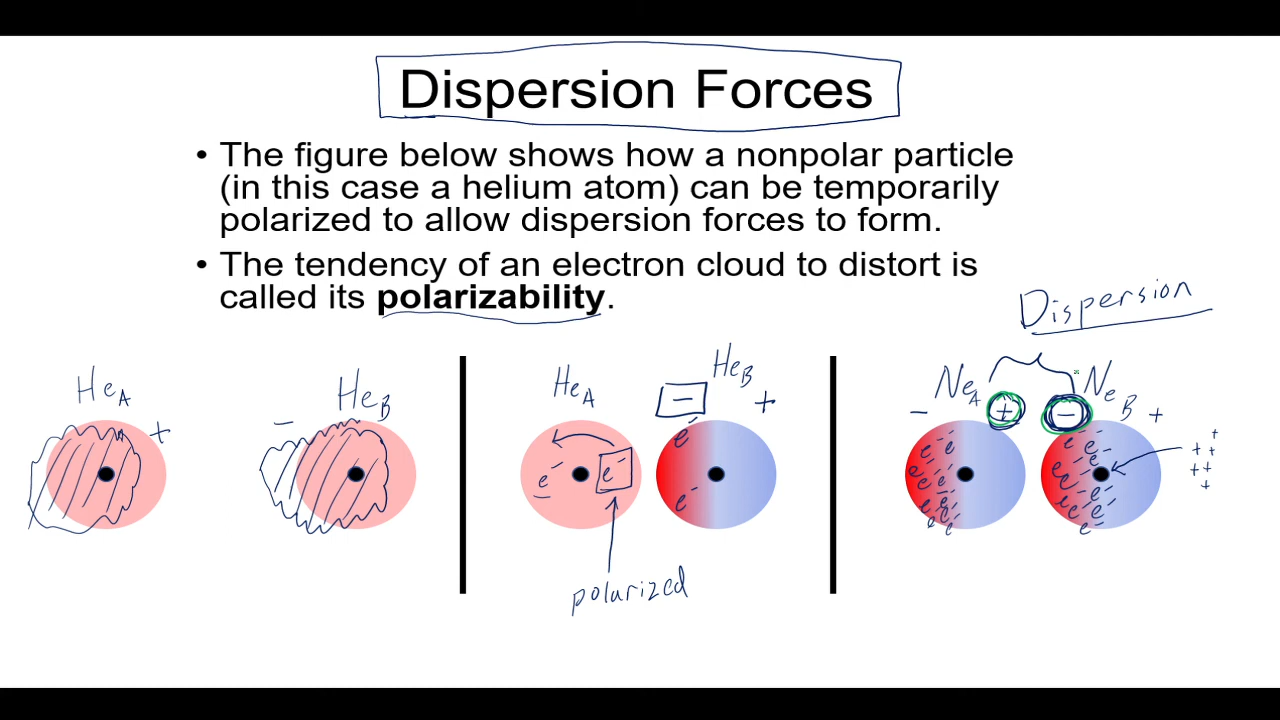 Dispersion Forces
• The figure below shows how a nonpolar particle
(in this case a helium atom) can be temporarily
polarized to allow dispersion forces to form.
• The tendency of an electron cloud to distort is
called its polarizability.
Dispersion
HeA
+
HeB
-
HeA
e-
e-
polarized
HeB
-
+
e-
e-
NeA
-
+
e- e-
e- e-
e- e-
e- e-
e- e-
NeB
-
+
e- e-
e-
e- e-
e- e-
e- e-
e-
+
+ +
+ +
+